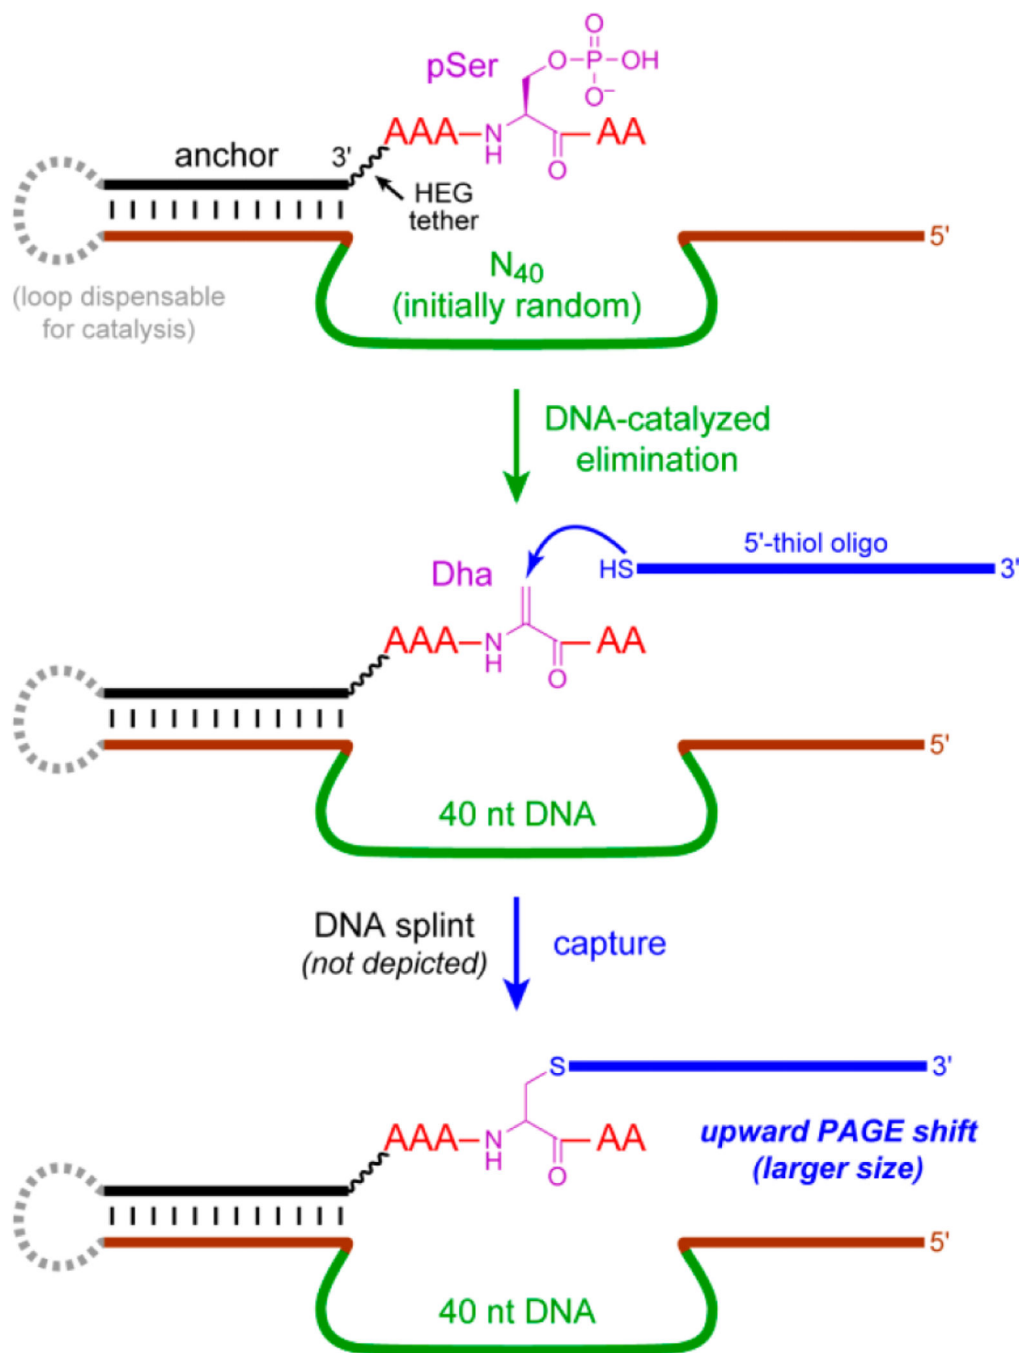 pSer
O
O–P–OH
O–
AAA–N
H
O
–AA
anchor
3'
HEG
tether
N40
(initially random)
5'
(loop dispensable
for catalysis)
DNA-catalyzed
elimination
5'-thiol oligo
HS
3'
Dha
AAA–N
H
O
–AA
5'
40 nt DNA
DNA splint
(not depicted)
capture
S
3'
AAA–N
H
O
–AA
upward PAGE shift
(larger size)
5'
40 nt DNA